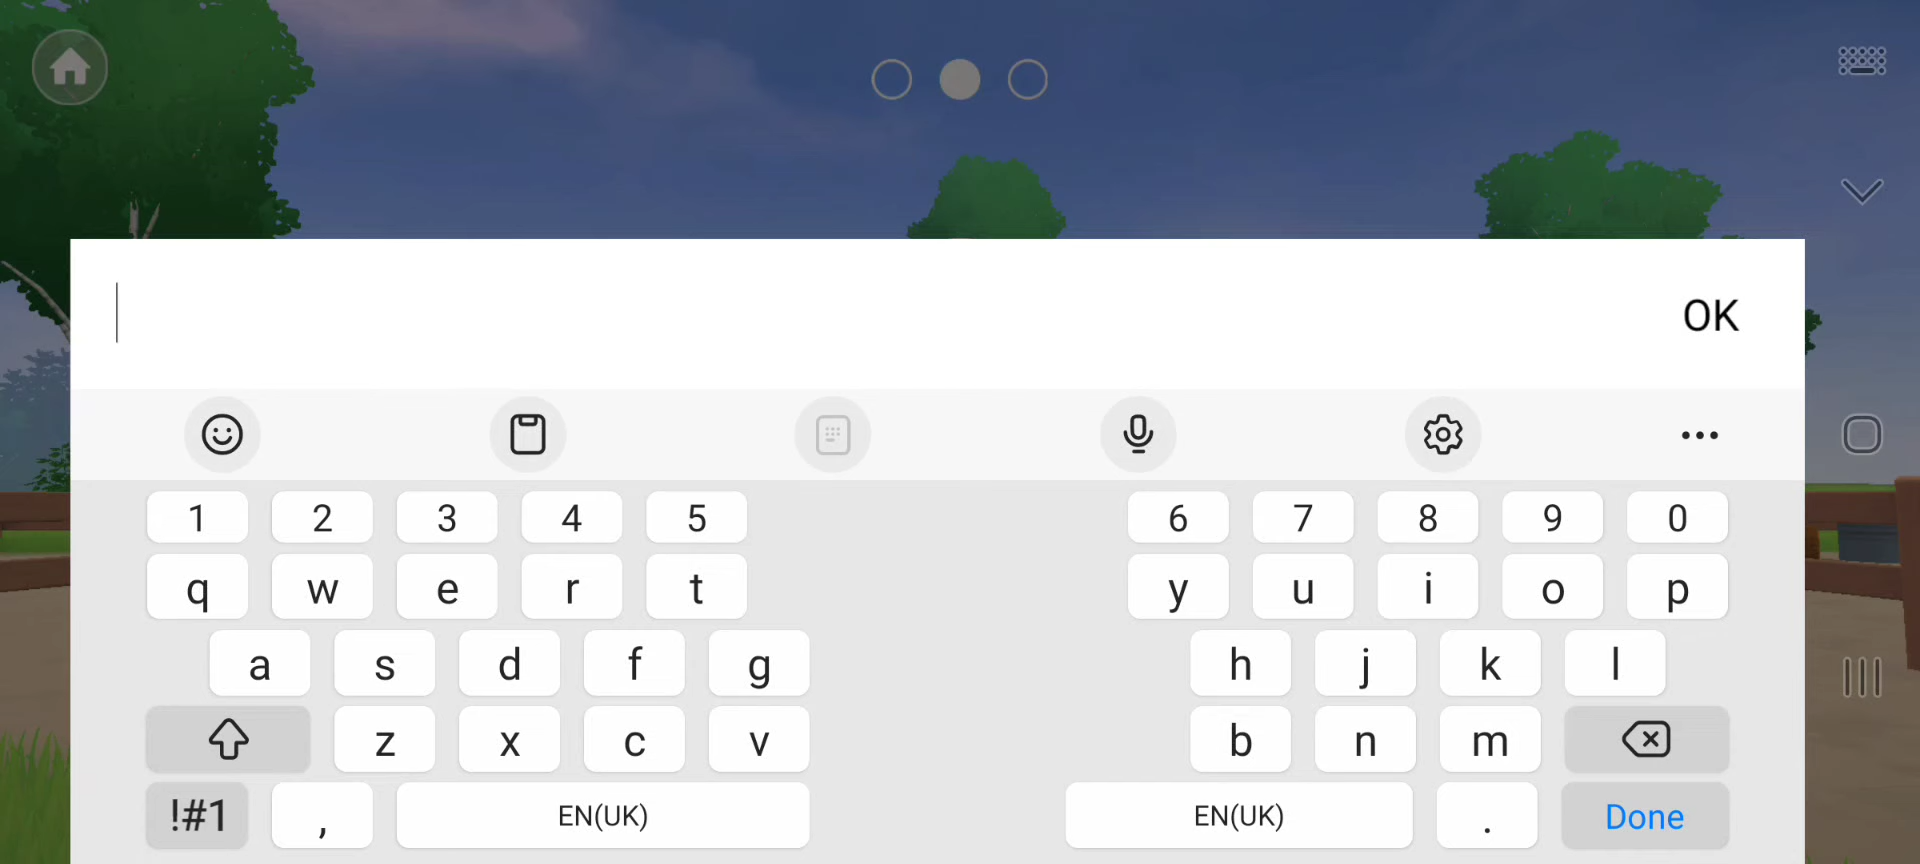 OK
1 2 3 4 5 6 7 8 9 0
q w e r t y u i o p
a s d f g h j k l
z x c v b n m
!#1 , EN(UK) EN(UK) . Done